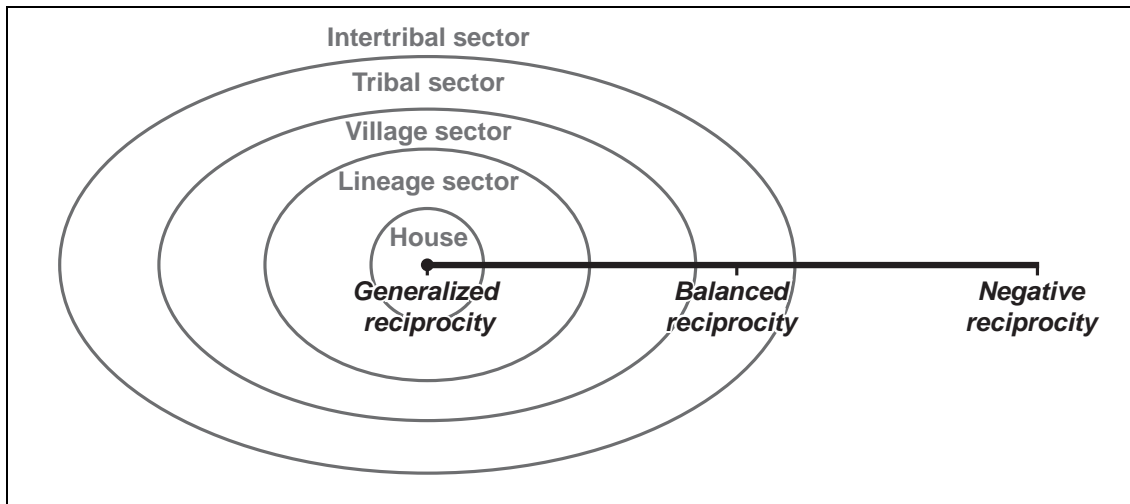 Intertribal sector
Tribal sector
Village sector
Lineage sector
House
Generalized
reciprocity
Balanced
reciprocity
Negative
reciprocity